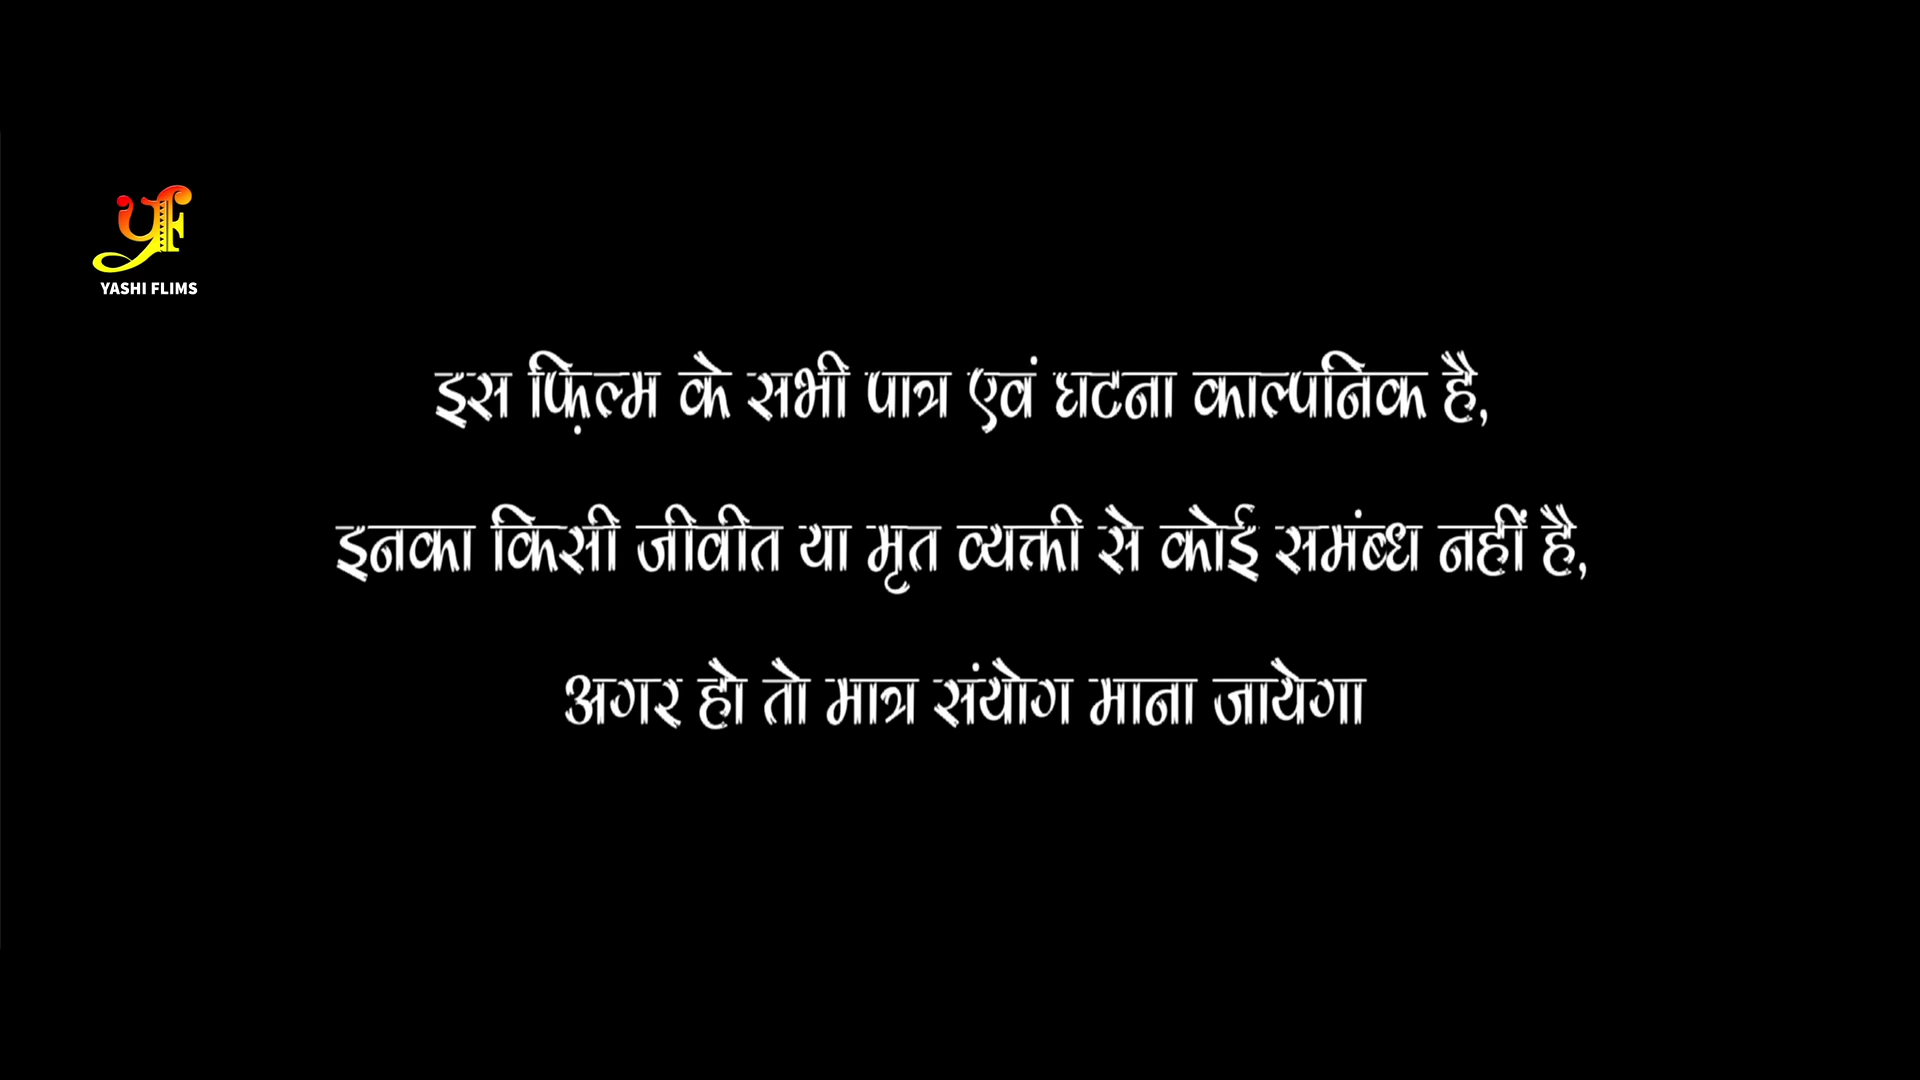 YASHI FLIMS
इस फ़िल्म के सभी पात्र एवं घटना काल्पनिक है,
इनका किसी जीवीत या मृत व्यक्ती से कोई समंब्ध नहीं है,
अगर हो तो मात्र संयोग माना जायेगा